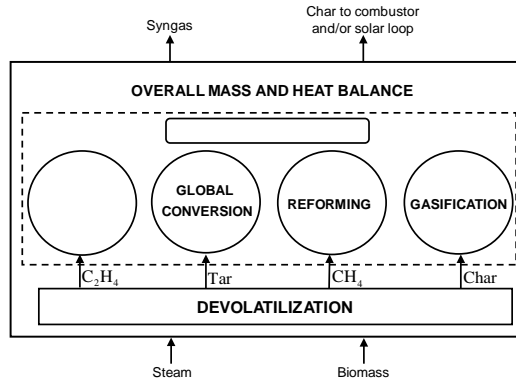 Syngas
Char to combustor
and/or solar loop
OVERALL MASS AND HEAT BALANCE
GLOBAL
CONVERSION
REFORMING
GASIFICATION
C₂H₄
Tar
CH₄
Char
DEVOLATILIZATION
Steam
Biomass